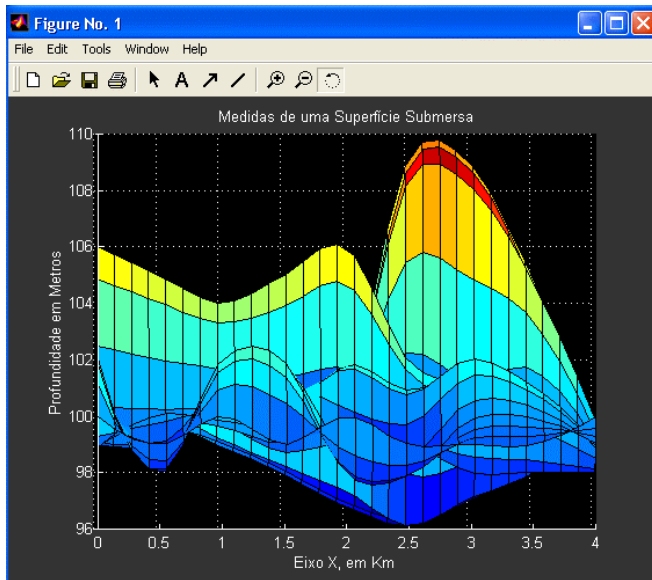 Figure No. 1
File Edit Tools Window Help
A
Medidas de uma Superfície Submersa
110
108
106
104
102
100
98
96
Profundidade em Metros
0 0.5 1 1.5 2 2.5 3 3.5 4
Eixo X, em Km